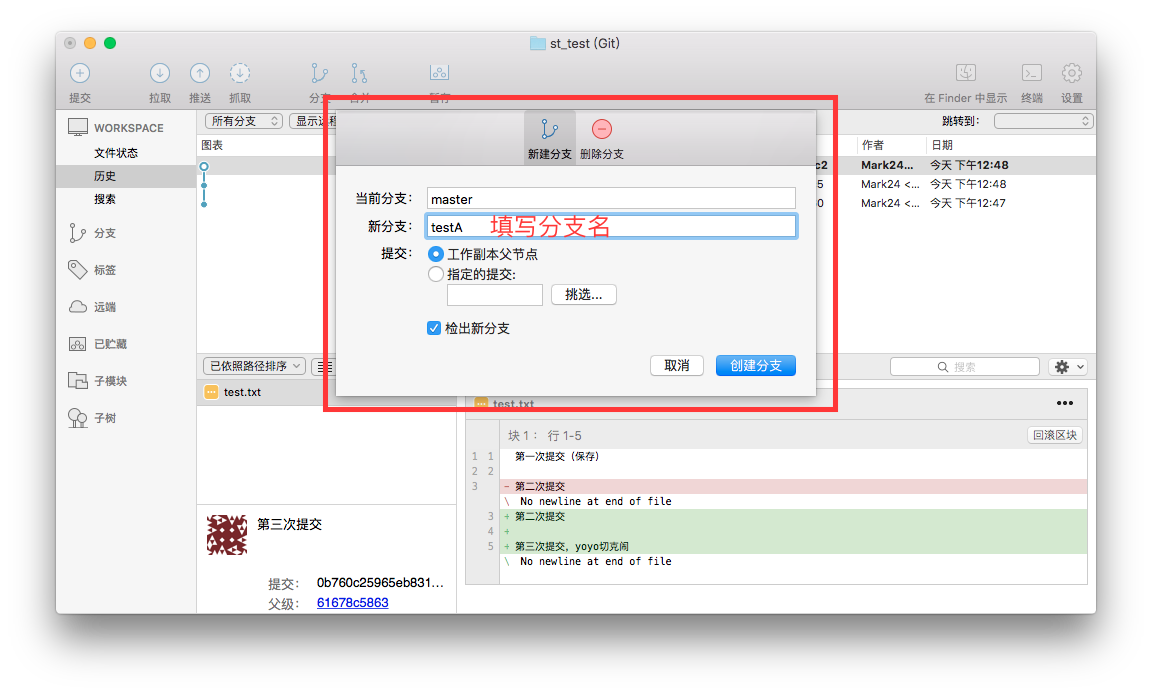 st_test (Git)
提交
拉取
推送
抓取
分支
合并
暂存
在 Finder 中显示
终端
设置
WORKSPACE
文件状态
历史
搜索
分支
标签
远端
已贮藏
子模块
子树
所有分支
显示远程
跳转到:
图表
作者
日期
c2 Mark24... 今天 下午12:48
5 Mark24 <... 今天 下午12:48
0 Mark24 <... 今天 下午12:47
新建分支
删除分支
当前分支: master
新分支: testA 填写分支名
提交: 工作副本父节点
指定的提交:
挑选...
检出新分支
取消
创建分支
已依照路径排序
搜索
test.txt
test.txt
•••
块 1: 行 1-5
回滚区块
1 1 第一次提交 (保存)
2 2
3 - 第二次提交
\ No newline at end of file
3 + 第二次提交
4 +
5 + 第三次提交, yoyo切克闹
\ No newline at end of file
第三次提交
提交: 0b760c25965eb831...
父级: 61678c5863